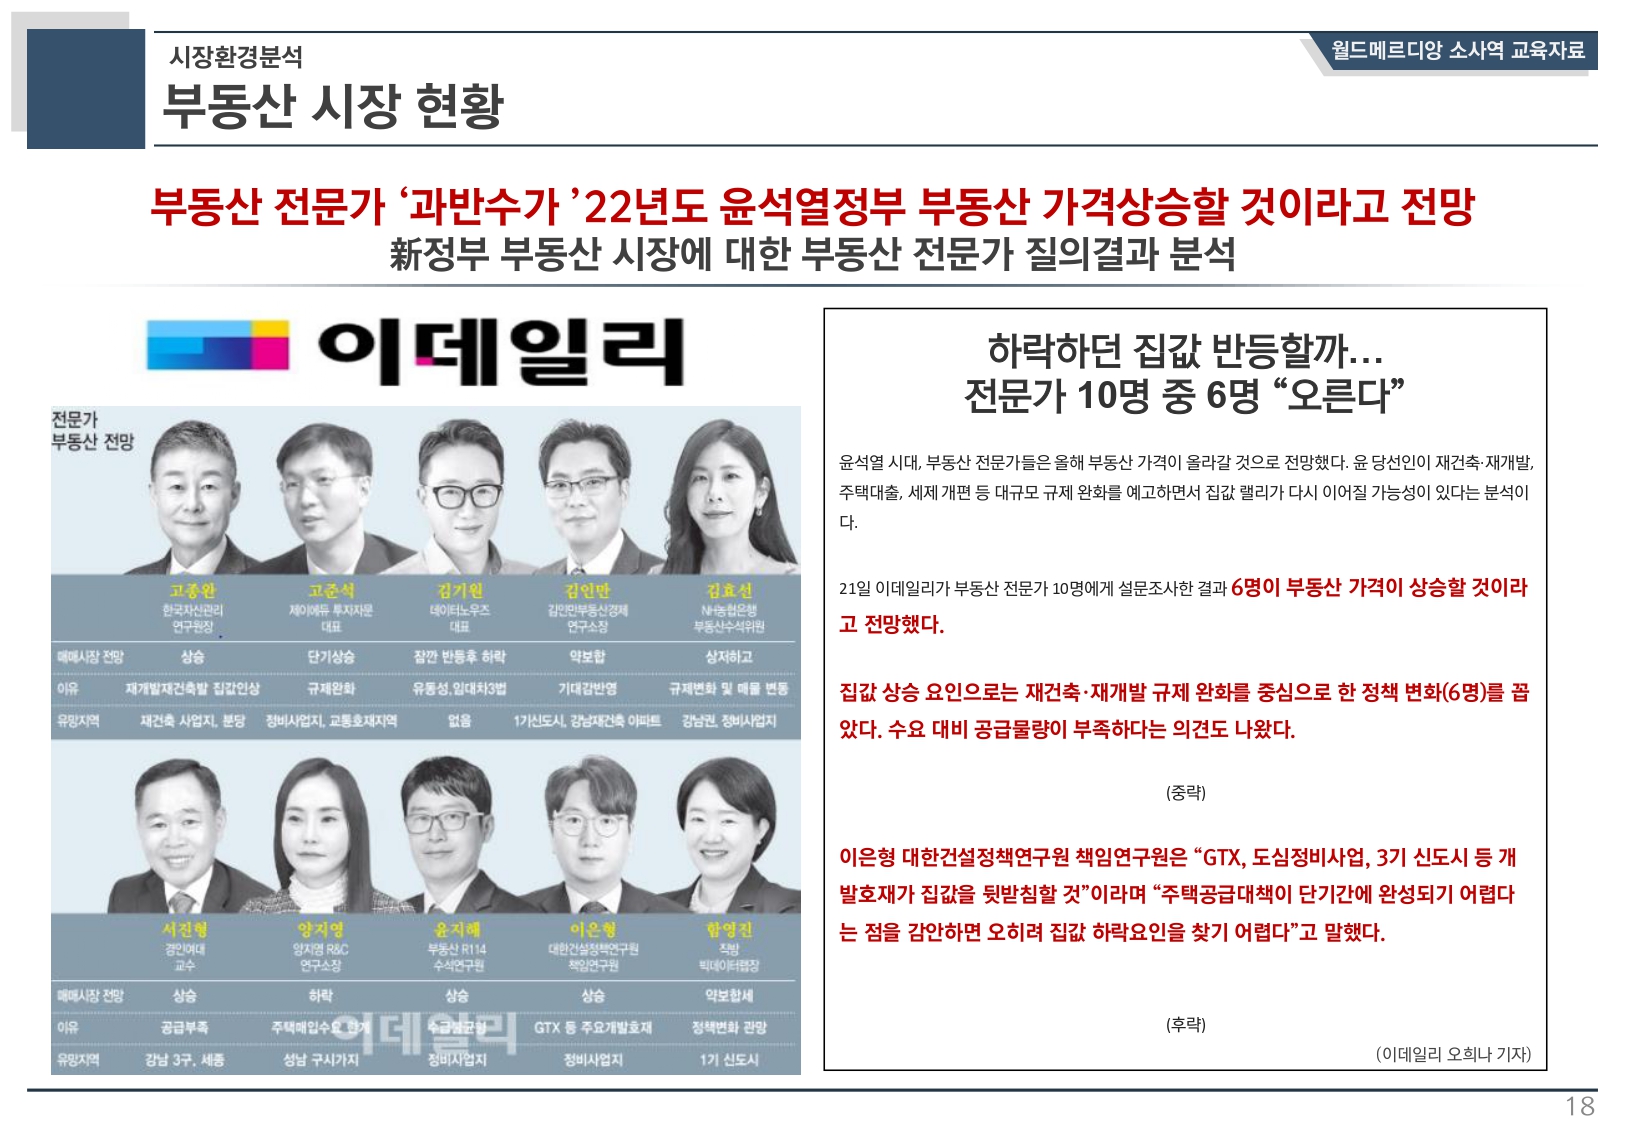 시장환경분석
부동산 시장 현황
월드메르디앙 소사역 교육자료
부동산 전문가 ‘과반수가 ’22년도 윤석열정부 부동산 가격상승할 것이라고 전망
新정부 부동산 시장에 대한 부동산 전문가 질의결과 분석
이데일리
전문가
부동산 전망
고종완 고준석 김기원 김인만 김효선
한국자산관리 제이에듀 투자자문 데이터노우즈 김인만부동산경제 NH농협은행
연구원장 대표 대표 연구소장 부동산수석위원
매매시장 전망 상승 단기상승 잠깐 반등후 하락 약보합 상저하고
이유 재개발재건축발 집값인상 규제완화 유동성,임대차3법 기대감반영 규제변화 및 매물 변동
유망지역 재건축 사업지, 분당 정비사업지, 교통호재지역 없음 1기신도시, 강남재건축 아파트 강남권, 정비사업지
서진형 양지영 윤지해 이은형 함영진
경인여대 양지영 R&C 부동산 R114 대한건설정책연구원 직방
교수 연구소장 수석연구원 책임연구원 빅데이터랩장
매매시장 전망 상승 하락 상승 상승 약보합세
이유 공급부족 주택매입수요 한계 수급불균형 GTX 등 주요개발호재 정책변화 관망
이데일리
유망지역 강남 3구, 세종 성남 구시가지 정비사업지 정비사업지 1기 신도시
하락하던 집값 반등할까…
전문가 10명 중 6명 “오른다”
윤석열 시대, 부동산 전문가들은 올해 부동산 가격이 올라갈 것으로 전망했다. 윤 당선인이 재건축·재개발,
주택대출, 세제 개편 등 대규모 규제 완화를 예고하면서 집값 랠리가 다시 이어질 가능성이 있다는 분석이
다.
21일 이데일리가 부동산 전문가 10명에게 설문조사한 결과 6명이 부동산 가격이 상승할 것이라
고 전망했다.
집값 상승 요인으로는 재건축·재개발 규제 완화를 중심으로 한 정책 변화(6명)를 꼽
았다. 수요 대비 공급물량이 부족하다는 의견도 나왔다.
(중략)
이은형 대한건설정책연구원 책임연구원은 “GTX, 도심정비사업, 3기 신도시 등 개
발호재가 집값을 뒷받침할 것”이라며 “주택공급대책이 단기간에 완성되기 어렵다
는 점을 감안하면 오히려 집값 하락요인을 찾기 어렵다”고 말했다.
(후략)
(이데일리 오희나 기자)
18